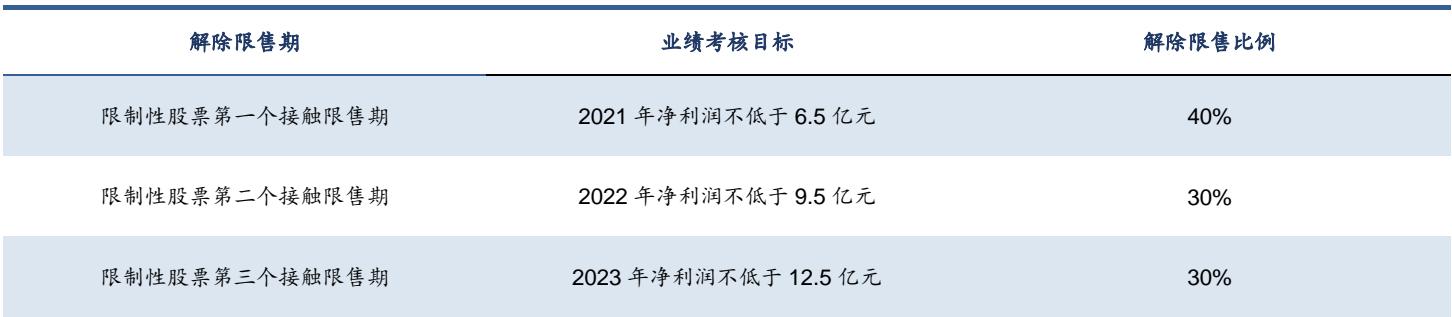 解除限售期 业绩考核目标 解除限售比例
限制性股票第一个接触限售期 2021 年净利润不低于 6.5 亿元 40%
限制性股票第二个接触限售期 2022 年净利润不低于 9.5 亿元 30%
限制性股票第三个接触限售期 2023 年净利润不低于 12.5 亿元 30%